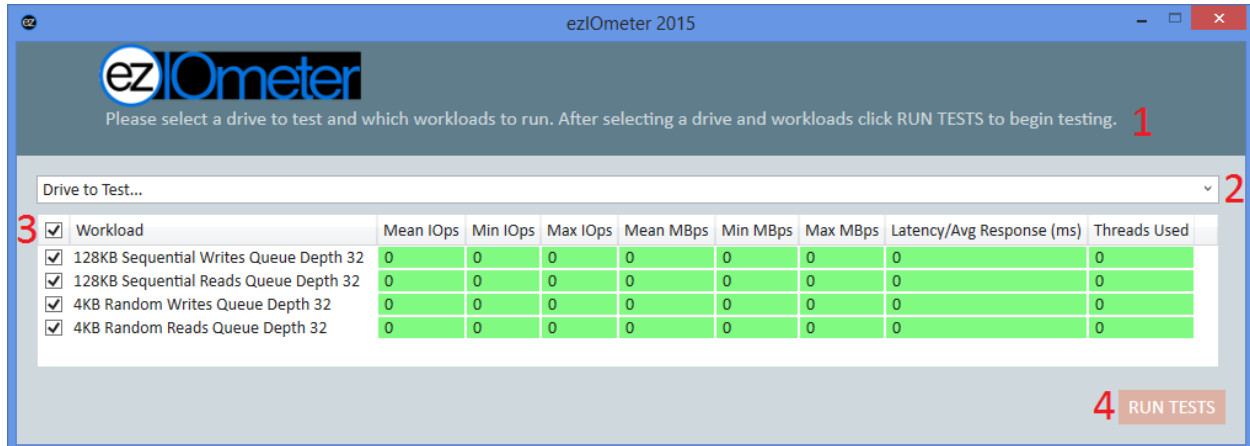 ezIOmeter 2015
ez IOmeter
Please select a drive to test and which workloads to run. After selecting a drive and workloads click RUN TESTS to begin testing. 1
Drive to Test... 2
3 Workload Mean IOps Min IOps Max IOps Mean MBps Min MBps Max MBps Latency/Avg Response (ms) Threads Used
128KB Sequential Writes Queue Depth 32 0 0 0 0 0 0 0 0
128KB Sequential Reads Queue Depth 32 0 0 0 0 0 0 0 0
4KB Random Writes Queue Depth 32 0 0 0 0 0 0 0 0
4KB Random Reads Queue Depth 32 0 0 0 0 0 0 0 0
4 RUN TESTS